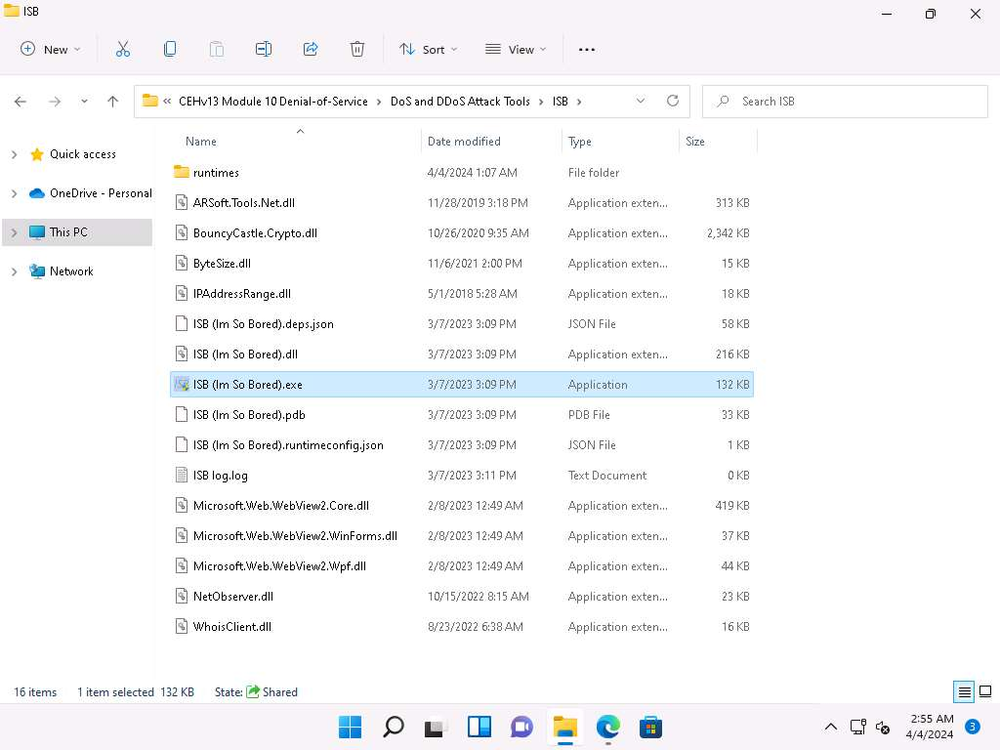 ISB
New
Sort
View
« CEHv13 Module 10 Denial-of-Service > DoS and DDoS Attack Tools > ISB >
Search ISB
Quick access
OneDrive - Personal
This PC
Network
Name Date modified Type Size
runtimes 4/4/2024 1:07 AM File folder
ARSoft.Tools.Net.dll 11/28/2019 3:18 PM Application exten... 313 KB
BouncyCastle.Crypto.dll 10/26/2020 9:35 AM Application exten... 2,342 KB
ByteSize.dll 11/6/2021 2:00 PM Application exten... 15 KB
IPAddressRange.dll 5/1/2018 5:28 AM Application exten... 18 KB
ISB (Im So Bored).deps.json 3/7/2023 3:09 PM JSON File 58 KB
ISB (Im So Bored).dll 3/7/2023 3:09 PM Application exten... 216 KB
ISB (Im So Bored).exe 3/7/2023 3:09 PM Application 132 KB
ISB (Im So Bored).pdb 3/7/2023 3:09 PM PDB File 33 KB
ISB (Im So Bored).runtimeconfig.json 3/7/2023 3:09 PM JSON File 1 KB
ISB log.log 3/7/2023 3:11 PM Text Document 0 KB
Microsoft.Web.WebView2.Core.dll 2/8/2023 12:49 AM Application exten... 419 KB
Microsoft.Web.WebView2.WinForms.dll 2/8/2023 12:49 AM Application exten... 37 KB
Microsoft.Web.WebView2.Wpf.dll 2/8/2023 12:49 AM Application exten... 44 KB
NetObserver.dll 10/15/2022 8:15 AM Application exten... 23 KB
WhoisClient.dll 8/23/2022 6:38 AM Application exten... 16 KB
16 items 1 item selected 132 KB State: Shared
2:55 AM
4/4/2024
3